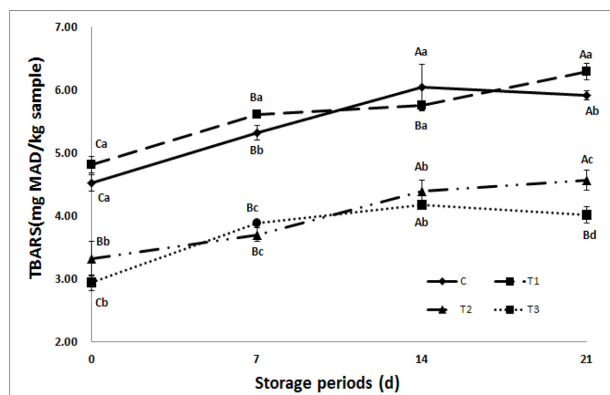 TBARS(mg MAD/kg sample)
7.00
6.00
5.00
4.00
3.00
2.00
Aa
Aa
Ba
Ab
Ba
Bb
Ca
Ca
Ab
Ac
Bc
Bb
Ab
Bd
Bc
Cb
C
T1
T2
T3
0
7
14
21
Storage periods (d)